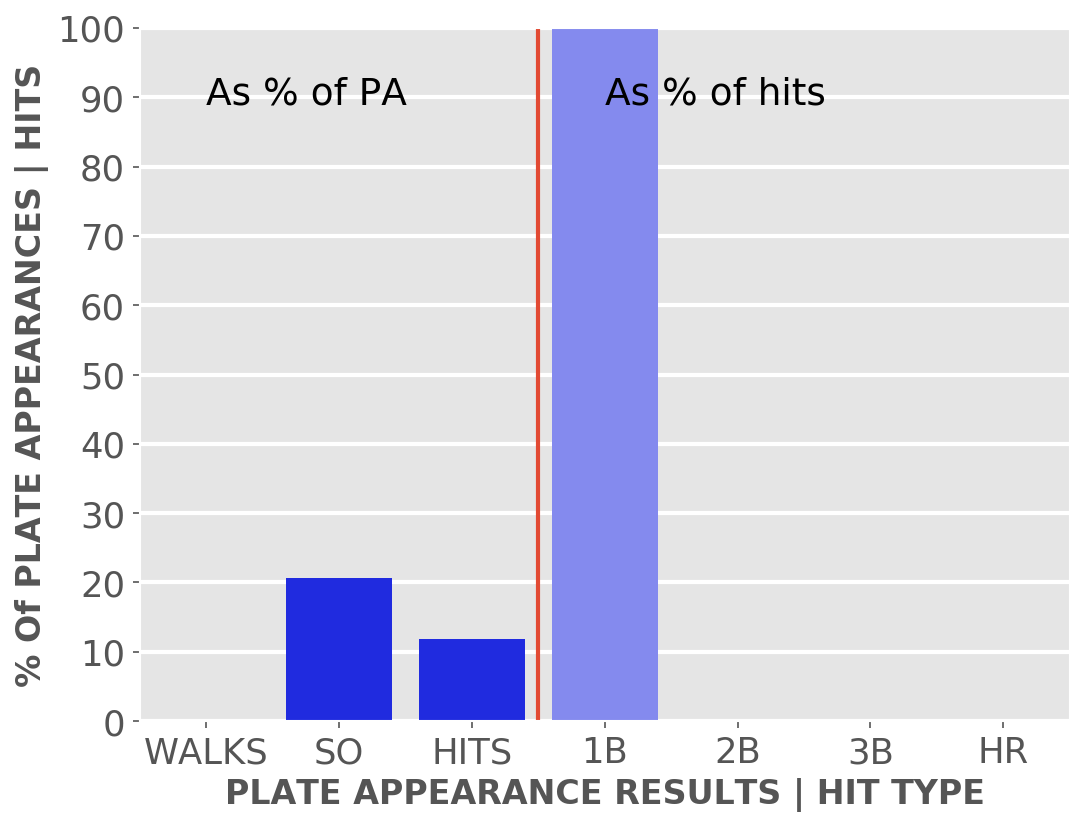 % Of PLATE APPEARANCES | HITS
100
90
80
70
60
50
40
30
20
10
0
As % of PA
As % of hits
WALKS SO HITS 1B 2B 3B HR
PLATE APPEARANCE RESULTS | HIT TYPE